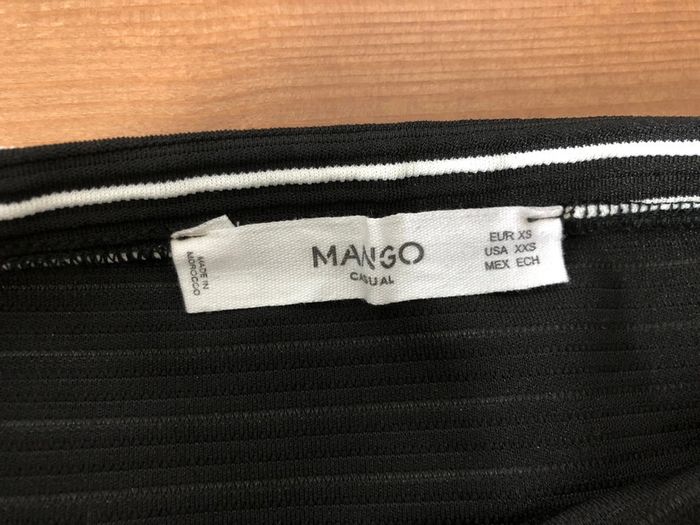 MADE IN
MOROCCO
MANGO
CASUAL
EUR XS
USA XXS
MEX ECH